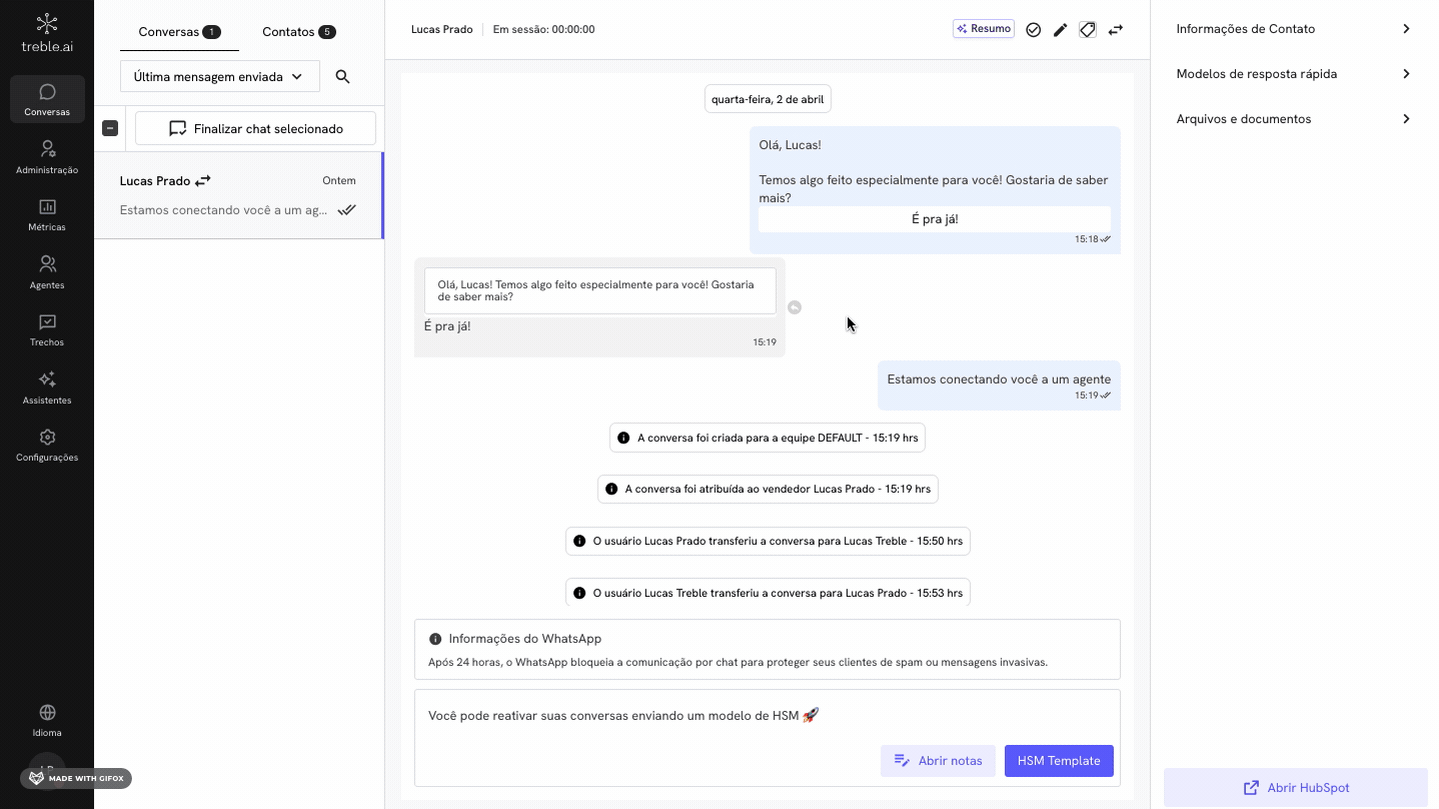 treble.ai
Conversas
Administração
Métricas
Agentes
Trechos
Assistentes
Configurações
Idioma
MADE WITH GIFOX
Conversas 1
Contatos 5
Última mensagem enviada
Finalizar chat selecionado
Lucas Prado
Ontem
Estamos conectando você a um ag...
Lucas Prado
Em sessão: 00:00:00
Resumo
quarta-feira, 2 de abril
Olá, Lucas!
Temos algo feito especialmente para você! Gostaria de saber
mais?
É pra já!
15:18
Olá, Lucas! Temos algo feito especialmente para você! Gostaria
de saber mais?
É pra já!
15:19
Estamos conectando você a um agente
15:19
A conversa foi criada para a equipe DEFAULT - 15:19 hrs
A conversa foi atribuída ao vendedor Lucas Prado - 15:19 hrs
O usuário Lucas Prado transferiu a conversa para Lucas Treble - 15:50 hrs
O usuário Lucas Treble transferiu a conversa para Lucas Prado - 15:53 hrs
Informações do WhatsApp
Após 24 horas, o WhatsApp bloqueia a comunicação por chat para proteger seus clientes de spam ou mensagens invasivas.
Você pode reativar suas conversas enviando um modelo de HSM 🚀
Abrir notas
HSM Template
Informações de Contato
Modelos de resposta rápida
Arquivos e documentos
Abrir HubSpot